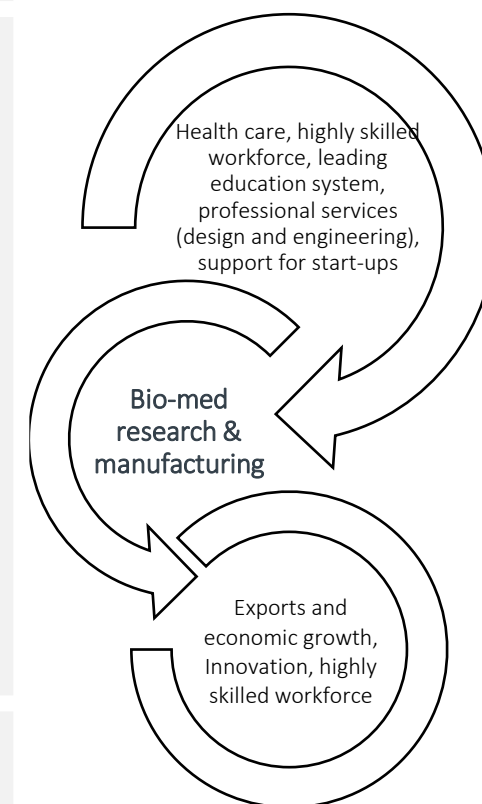 Health care, highly skilled
workforce, leading
education system,
professional services
(design and engineering),
support for start-ups
Bio-med
research &
manufacturing
Exports and
economic growth,
Innovation, highly
skilled workforce